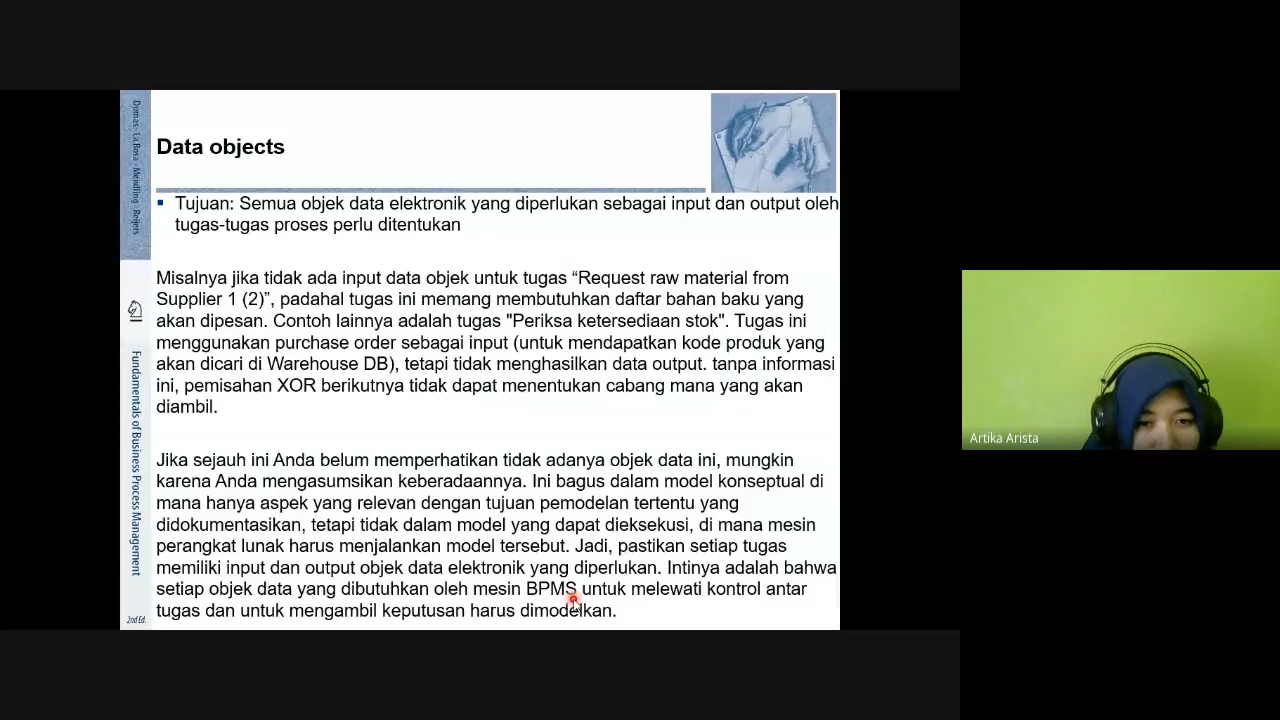 Dumas · La Rosa · Mendling · Reijers
Data objects
Tujuan: Semua objek data elektronik yang diperlukan sebagai input dan output oleh
tugas-tugas proses perlu ditentukan
Misalnya jika tidak ada input data objek untuk tugas “Request raw material from
Supplier 1 (2)”, padahal tugas ini memang membutuhkan daftar bahan baku yang
akan dipesan. Contoh lainnya adalah tugas "Periksa ketersediaan stok". Tugas ini
menggunakan purchase order sebagai input (untuk mendapatkan kode produk yang
akan dicari di Warehouse DB), tetapi tidak menghasilkan data output. tanpa informasi
ini, pemisahan XOR berikutnya tidak dapat menentukan cabang mana yang akan
diambil.
Jika sejauh ini Anda belum memperhatikan tidak adanya objek data ini, mungkin
karena Anda mengasumsikan keberadaannya. Ini bagus dalam model konseptual di
mana hanya aspek yang relevan dengan tujuan pemodelan tertentu yang
didokumentasikan, tetapi tidak dalam model yang dapat dieksekusi, di mana mesin
perangkat lunak harus menjalankan model tersebut. Jadi, pastikan setiap tugas
memiliki input dan output objek data elektronik yang diperlukan. Intinya adalah bahwa
setiap objek data yang dibutuhkan oleh mesin BPMS untuk melewati kontrol antar
tugas dan untuk mengambil keputusan harus dimodelkan.
Fundamentals of Business Process Management
2nd Ed.
Artika Arista